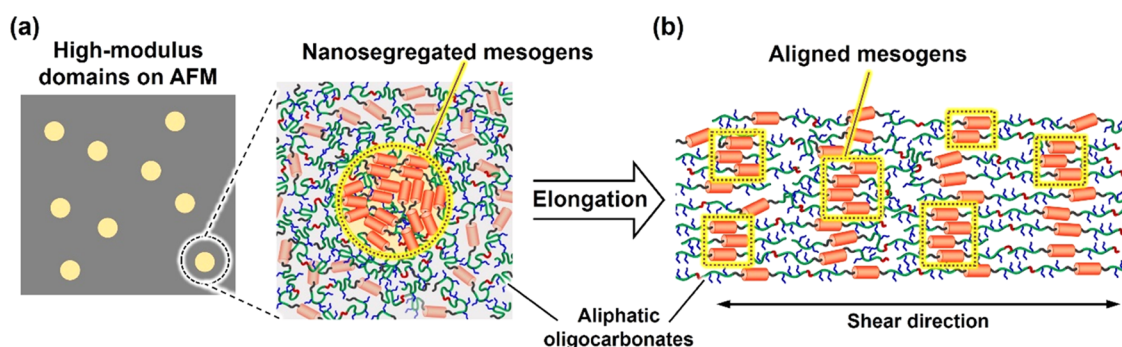 (a)
High-modulus
domains on AFM
Nanosegregated mesogens
Elongation
(b)
Aligned mesogens
Aliphatic
oligocarbonates
Shear direction